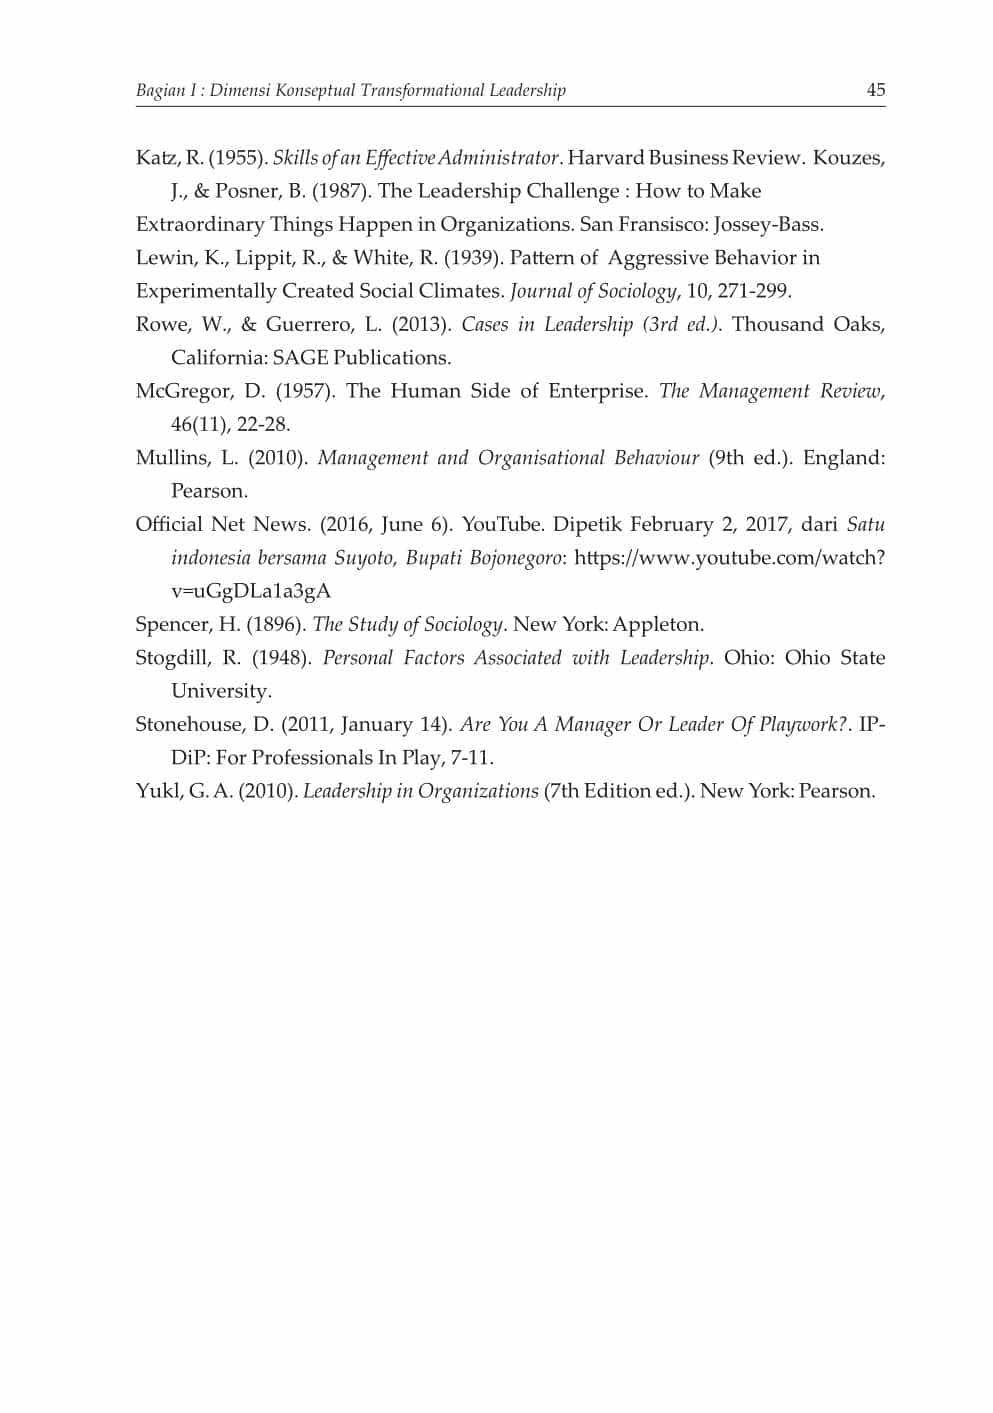 Bagian I : Dimensi Konseptual Transformational Leadership 45
Katz, R. (1955). Skills of an Effective Administrator. Harvard Business Review. Kouzes,
J., & Posner, B. (1987). The Leadership Challenge : How to Make
Extraordinary Things Happen in Organizations. San Fransisco: Jossey-Bass.
Lewin, K., Lippit, R., & White, R. (1939). Pattern of Aggressive Behavior in
Experimentally Created Social Climates. Journal of Sociology, 10, 271-299.
Rowe, W., & Guerrero, L. (2013). Cases in Leadership (3rd ed.). Thousand Oaks,
California: SAGE Publications.
McGregor, D. (1957). The Human Side of Enterprise. The Management Review,
46(11), 22-28.
Mullins, L. (2010). Management and Organisational Behaviour (9th ed.). England:
Pearson.
Official Net News. (2016, June 6). YouTube. Dipetik February 2, 2017, dari Satu
indonesia bersama Suyoto, Bupati Bojonegoro: https://www.youtube.com/watch?
v=uGgDLa1a3gA
Spencer, H. (1896). The Study of Sociology. New York: Appleton.
Stogdill, R. (1948). Personal Factors Associated with Leadership. Ohio: Ohio State
University.
Stonehouse, D. (2011, January 14). Are You A Manager Or Leader Of Playwork?. IP-
DiP: For Professionals In Play, 7-11.
Yukl, G. A. (2010). Leadership in Organizations (7th Edition ed.). New York: Pearson.